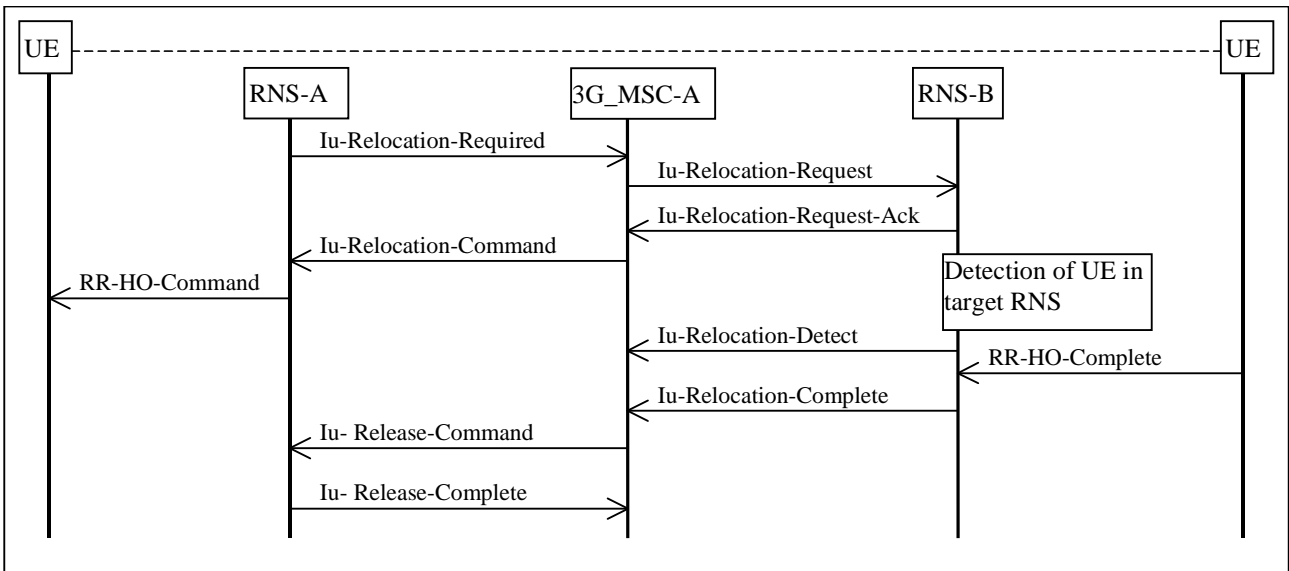 UE
UE
RNS-A
3G_MSC-A
RNS-B
Iu-Relocation-Required
Iu-Relocation-Request
Iu-Relocation-Request-Ack
Iu-Relocation-Command
Detection of UE in
target RNS
RR-HO-Command
Iu-Relocation-Detect
RR-HO-Complete
Iu-Relocation-Complete
Iu- Release-Command
Iu- Release-Complete